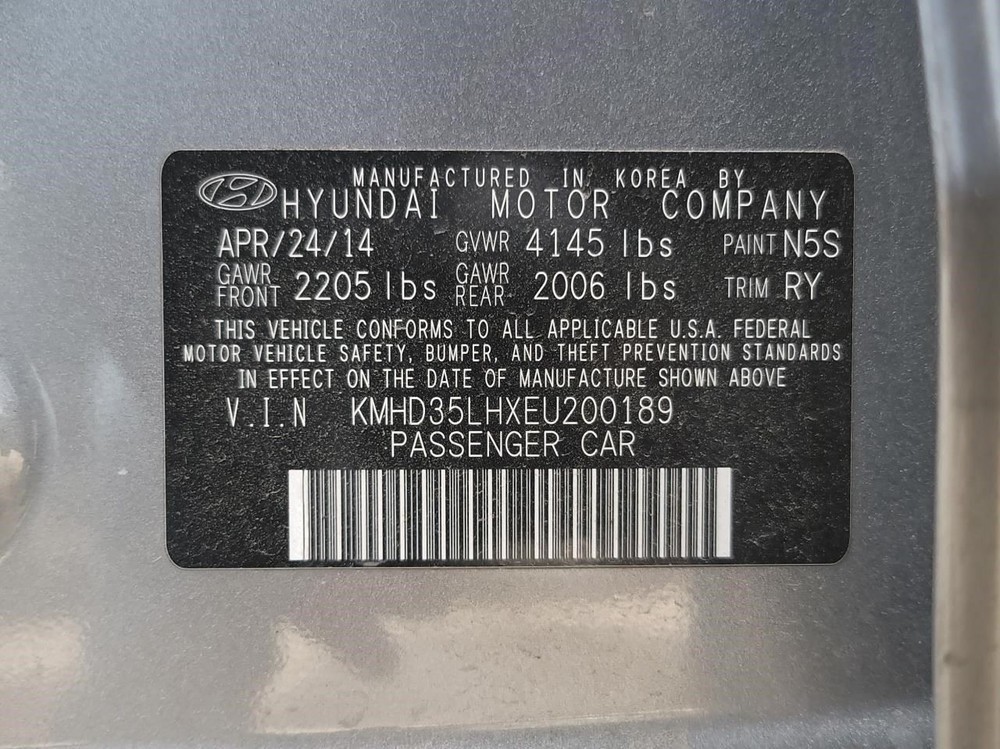 MANUFACTURED IN KOREA BY
HYUNDAI MOTOR COMPANY
APR/24/14 GVWR 4145 lbs PAINT N5S
GAWR FRONT 2205 lbs GAWR REAR 2006 lbs TRIM RY
THIS VEHICLE CONFORMS TO ALL APPLICABLE U.S.A. FEDERAL
MOTOR VEHICLE SAFETY, BUMPER, AND THEFT PREVENTION STANDARDS
IN EFFECT ON THE DATE OF MANUFACTURE SHOWN ABOVE
V.I.N KMHD35LHXEU200189
PASSENGER CAR